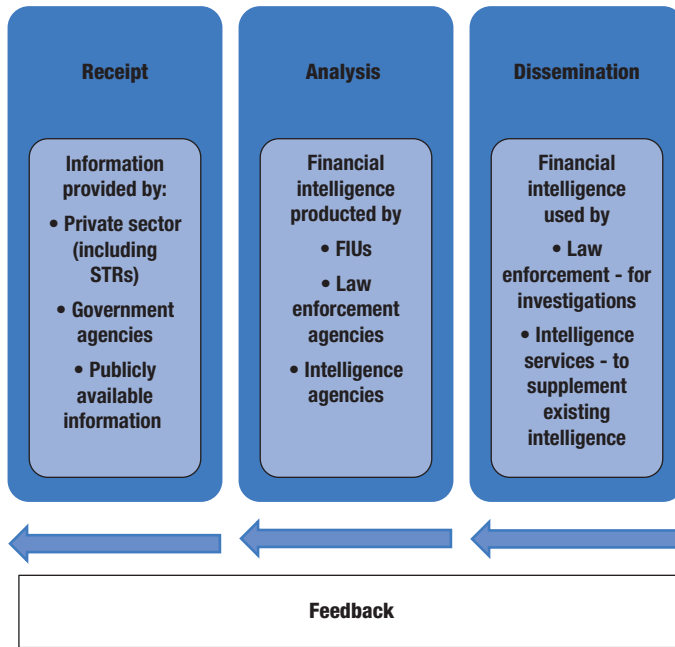 Receipt
Information
provided by:
• Private sector
(including
STRs)
• Government
agencies
• Publicly
available
information
Analysis
Financial
intelligence
producted by
• FIUs
• Law
enforcement
agencies
• Intelligence
agencies
Dissemination
Financial
intelligence
used by
• Law
enforcement - for
investigations
• Intelligence
services - to
supplement
existing
intelligence
Feedback